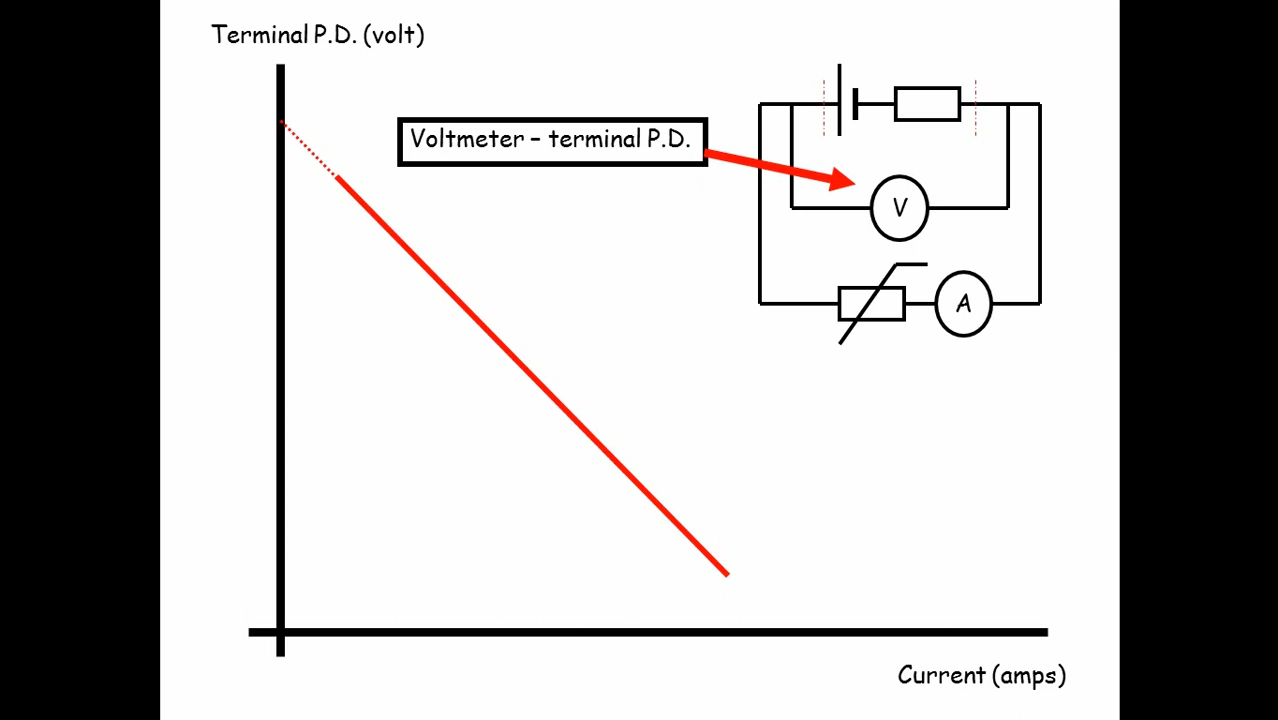 Terminal P.D. (volt)
Voltmeter – terminal P.D.
V
A
Current (amps)